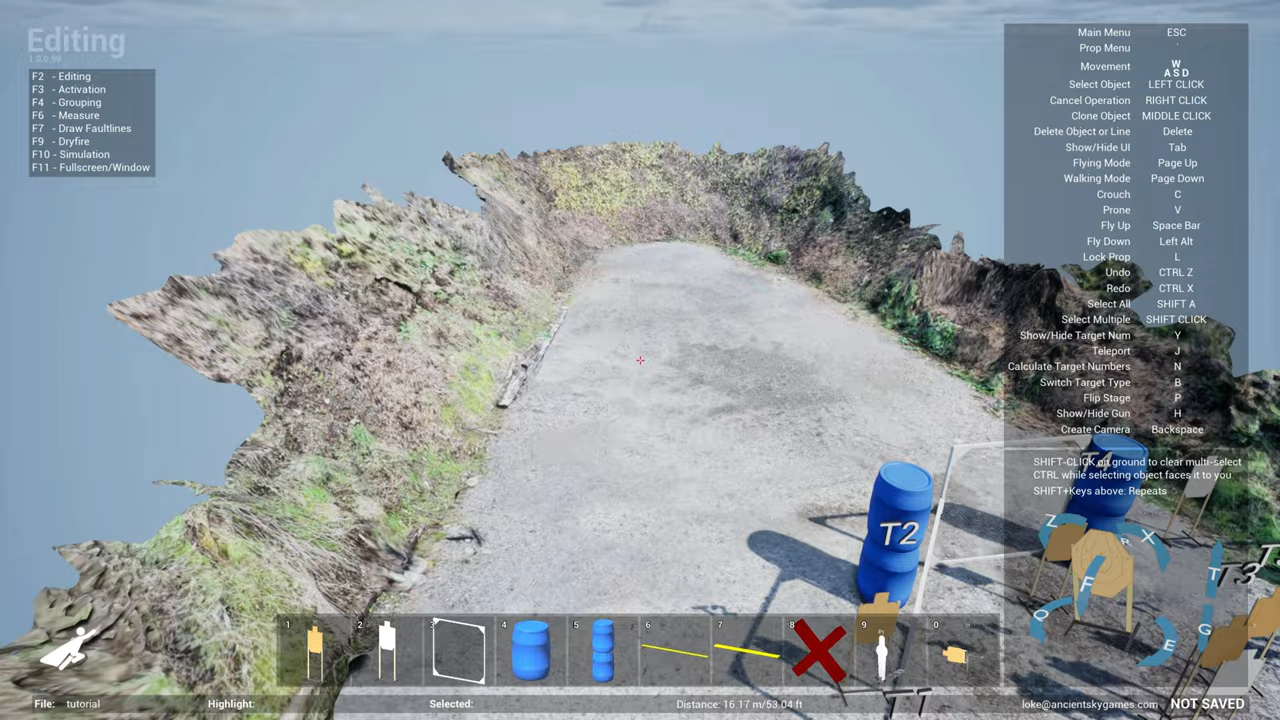 Editing
1.0.0.99
F2 - Editing
F3 - Activation
F4 - Grouping
F6 - Measure
F7 - Draw Faultlines
F9 - Dryfire
F10 - Simulation
F11 - Fullscreen/Window
Main Menu ESC
Prop Menu `
Movement W
A S D
Select Object LEFT CLICK
Cancel Operation RIGHT CLICK
Clone Object MIDDLE CLICK
Delete Object or Line Delete
Show/Hide UI Tab
Flying Mode Page Up
Walking Mode Page Down
Crouch C
Prone V
Fly Up Space Bar
Fly Down Left Alt
Lock Prop L
Undo CTRL Z
Redo CTRL X
Select All SHIFT A
Select Multiple SHIFT CLICK
Show/Hide Target Num Y
Teleport J
Calculate Target Numbers N
Switch Target Type B
Flip Stage P
Show/Hide Gun H
Create Camera Backspace
SHIFT-CLICK on ground to clear multi-select
CTRL while selecting object faces it to you
SHIFT+Keys above: Repeats
T4
T2
Z X
R
F
T T3
Q G
E
1 2 3 4 5 6 7 8 9 0
File: tutorial Highlight: Selected: Distance: 16 17 m/53 04 ft loke@ancientskygames.com NOT SAVED